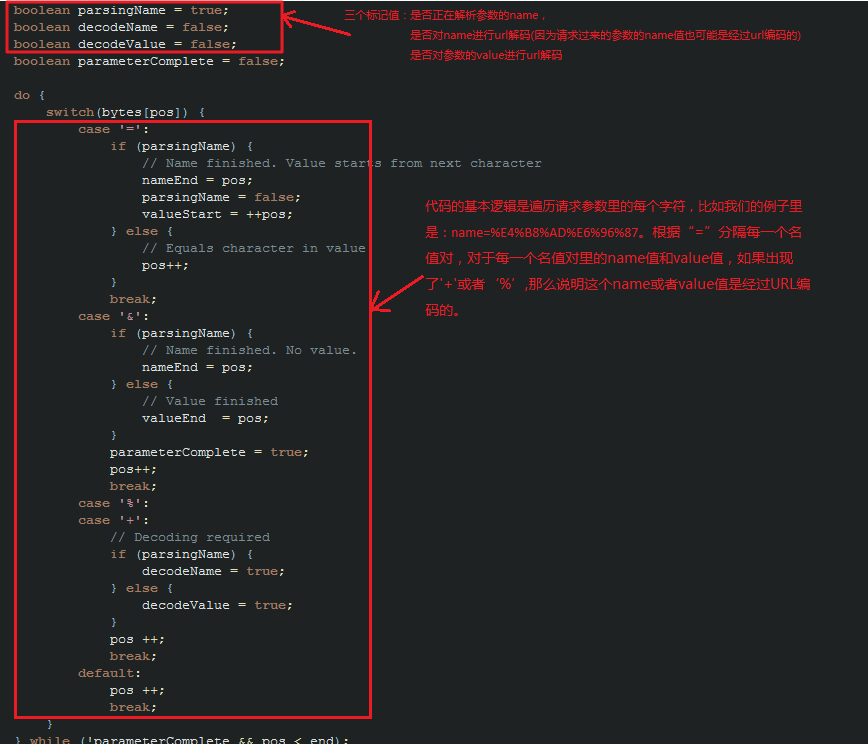 boolean parsingName = true;
boolean decodeName = false;
boolean decodeValue = false;
boolean parameterComplete = false;
三个标记值：是否正在解析参数的name，
是否对name进行url解码(因为请求过来的参数的name值也可能是经过url编码的)
是否对参数的value进行url解码
do {
switch(bytes[pos]) {
case '=':
if (parsingName) {
// Name finished. Value starts from next character
nameEnd = pos;
parsingName = false;
valueStart = ++pos;
} else {
// Equals character in value
pos++;
}
break;
case '&':
if (parsingName) {
// Name finished. No value.
nameEnd = pos;
} else {
// Value finished
valueEnd  = pos;
}
parameterComplete = true;
pos++;
break;
case '%':
case '+':
// Decoding required
if (parsingName) {
decodeName = true;
} else {
decodeValue = true;
}
pos ++;
break;
default:
pos ++;
break;
}
} while (!parameterComplete && pos < end);
代码的基本逻辑是遍历请求参数里的每个字符，比如我们的例子里
是：name=%E4%B8%AD%E6%96%87。根据“=”分隔每一个名
值对，对于每一个名值对里的name值和value值，如果出现
了'+'或者‘%’,那么说明这个name或者value值是经过URL编
码的。